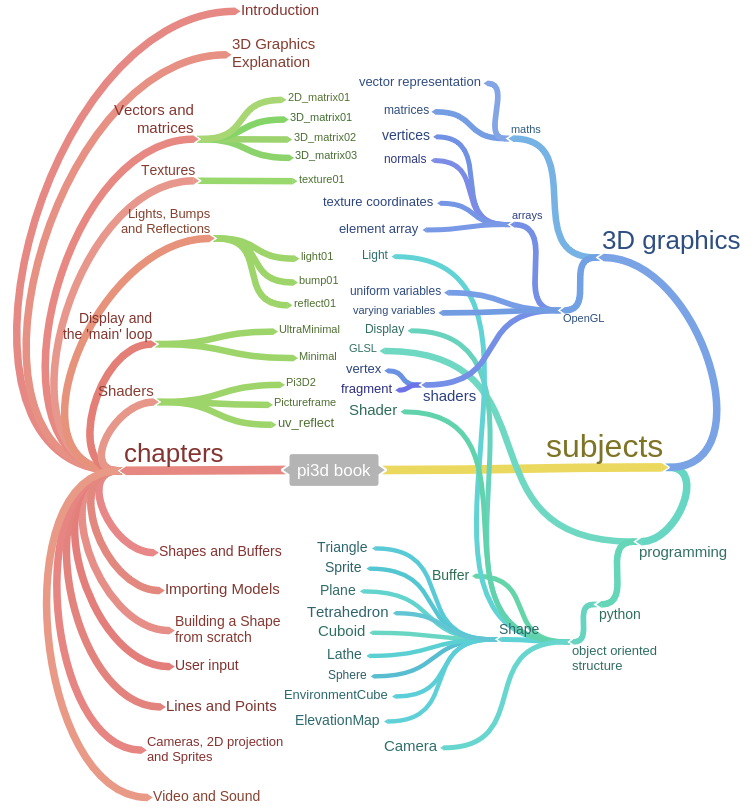 Introduction
3D Graphics
Explanation
Vectors and
matrices
2D_matrix01
3D_matrix01
3D_matrix02
3D_matrix03
Textures
texture01
Lights, Bumps
and Reflections
light01
bump01
reflect01
Display and
the 'main' loop
UltraMinimal
Minimal
Shaders
Pi3D2
Pictureframe
uv_reflect
chapters
pi3d book
Shapes and Buffers
Importing Models
Building a Shape
from scratch
User input
Lines and Points
Cameras, 2D projection
and Sprites
Video and Sound
subjects
3D graphics
maths
vector representation
matrices
vertices
normals
arrays
texture coordinates
element array
OpenGL
uniform variables
varying variables
shaders
vertex
fragment
programming
GLSL
python
object oriented
structure
Light
Display
Shader
Buffer
Shape
Triangle
Sprite
Plane
Tetrahedron
Cuboid
Lathe
Sphere
EnvironmentCube
ElevationMap
Camera